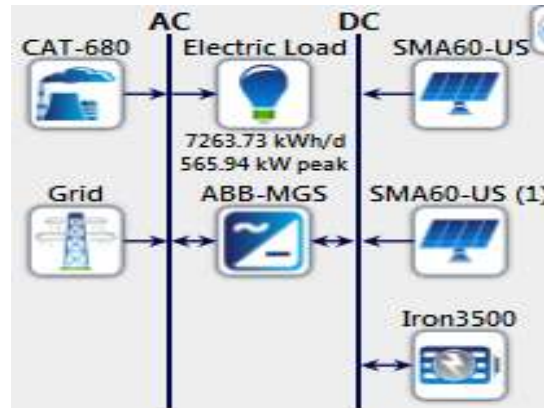 AC DC
CAT-680 Electric Load SMA60-US
7263.73 kWh/d
565.94 kW peak
Grid ABB-MGS SMA60-US (1)
Iron3500